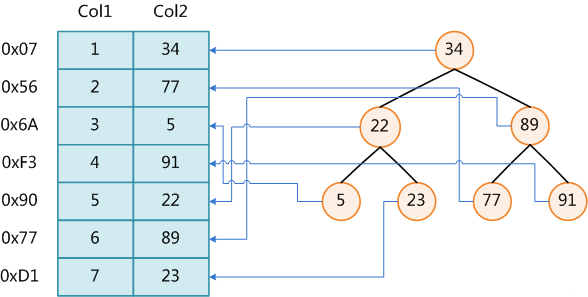 Col1 Col2
0x07 1 34 34
0x56 2 77
0x6A 3 5 22 89
0xF3 4 91
0x90 5 22 5 23 77 91
0x77 6 89
0xD1 7 23